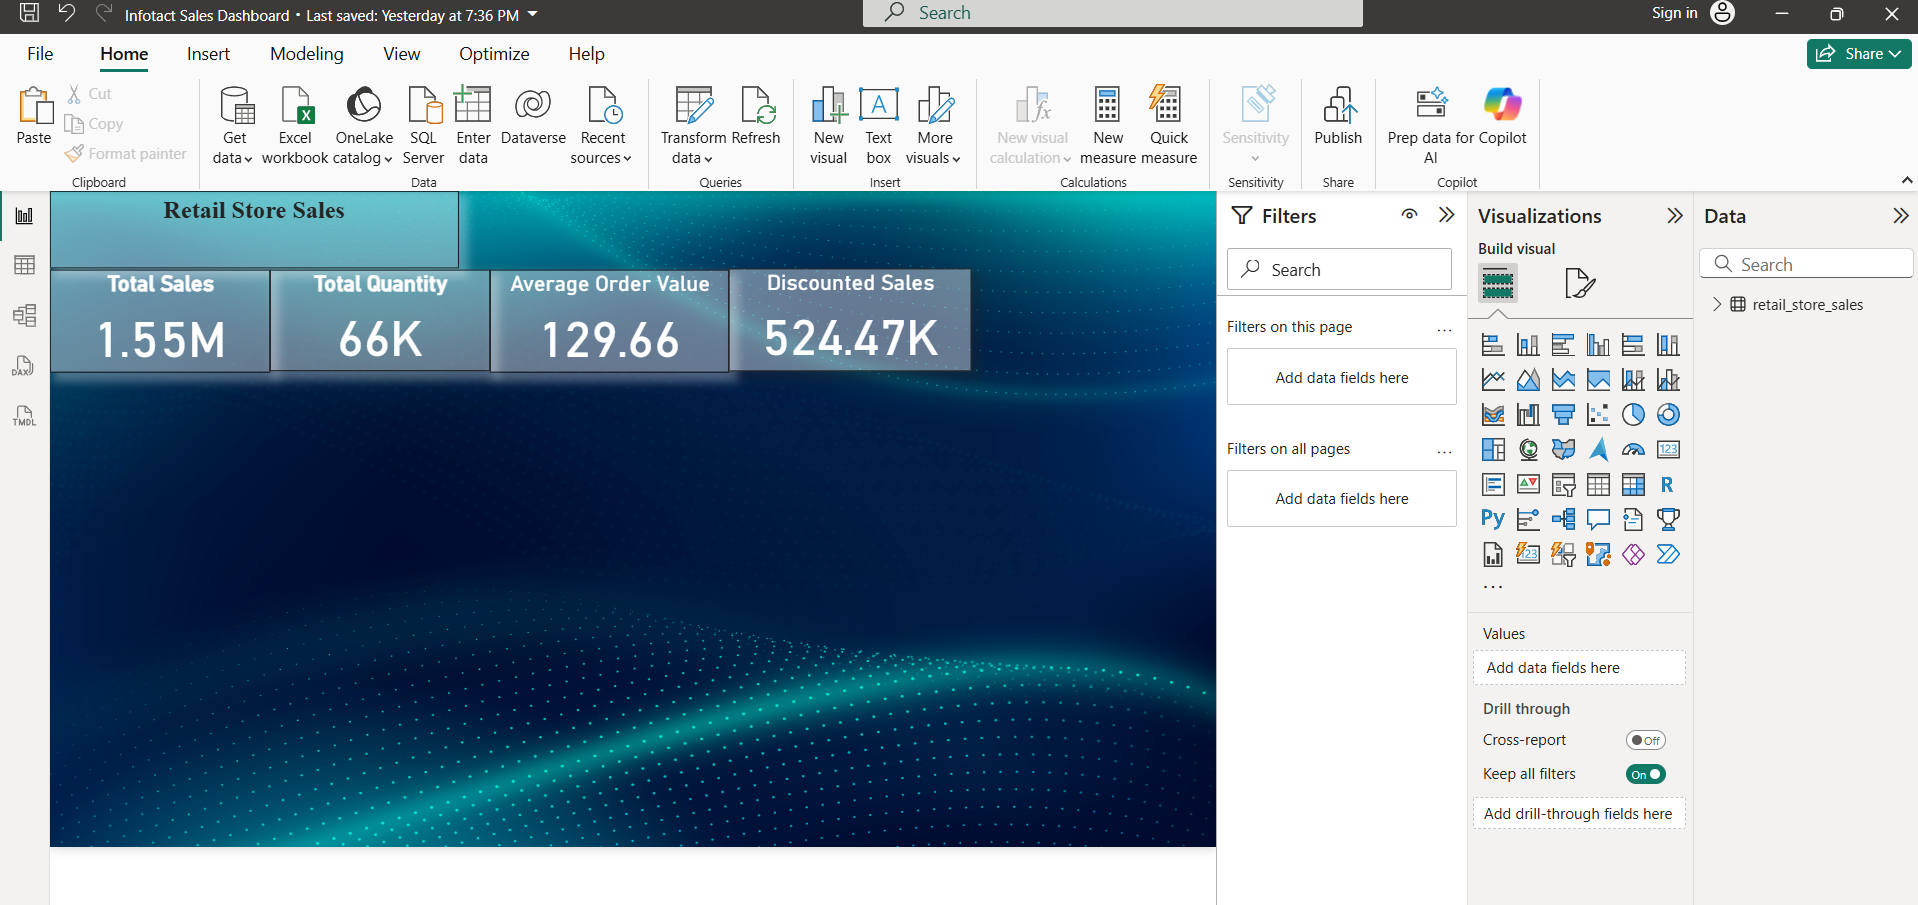 Infotact Sales Dashboard • Last saved: Yesterday at 7:36 PM
Search
Sign in
File
Home
Insert
Modeling
View
Optimize
Help
Share
Paste
Cut
Copy
Format painter
Clipboard
Get data
Excel workbook
OneLake catalog
SQL Server
Enter data
Dataverse
Recent sources
Data
Transform data
Refresh
Queries
New visual
Text box
More visuals
Insert
New visual calculation
New measure
Quick measure
Calculations
Sensitivity
Sensitivity
Publish
Share
Prep data for AI
Copilot
Copilot
DAX
TMDL
Retail Store Sales
Total Sales
1.55M
Total Quantity
66K
Average Order Value
129.66
Discounted Sales
524.47K
Filters
Search
Filters on this page
...
Add data fields here
Filters on all pages
...
Add data fields here
Visualizations
Build visual
123
R
Py
123
...
Values
Add data fields here
Drill through
Cross-report
Off
Keep all filters
On
Add drill-through fields here
Data
Search
retail_store_sales